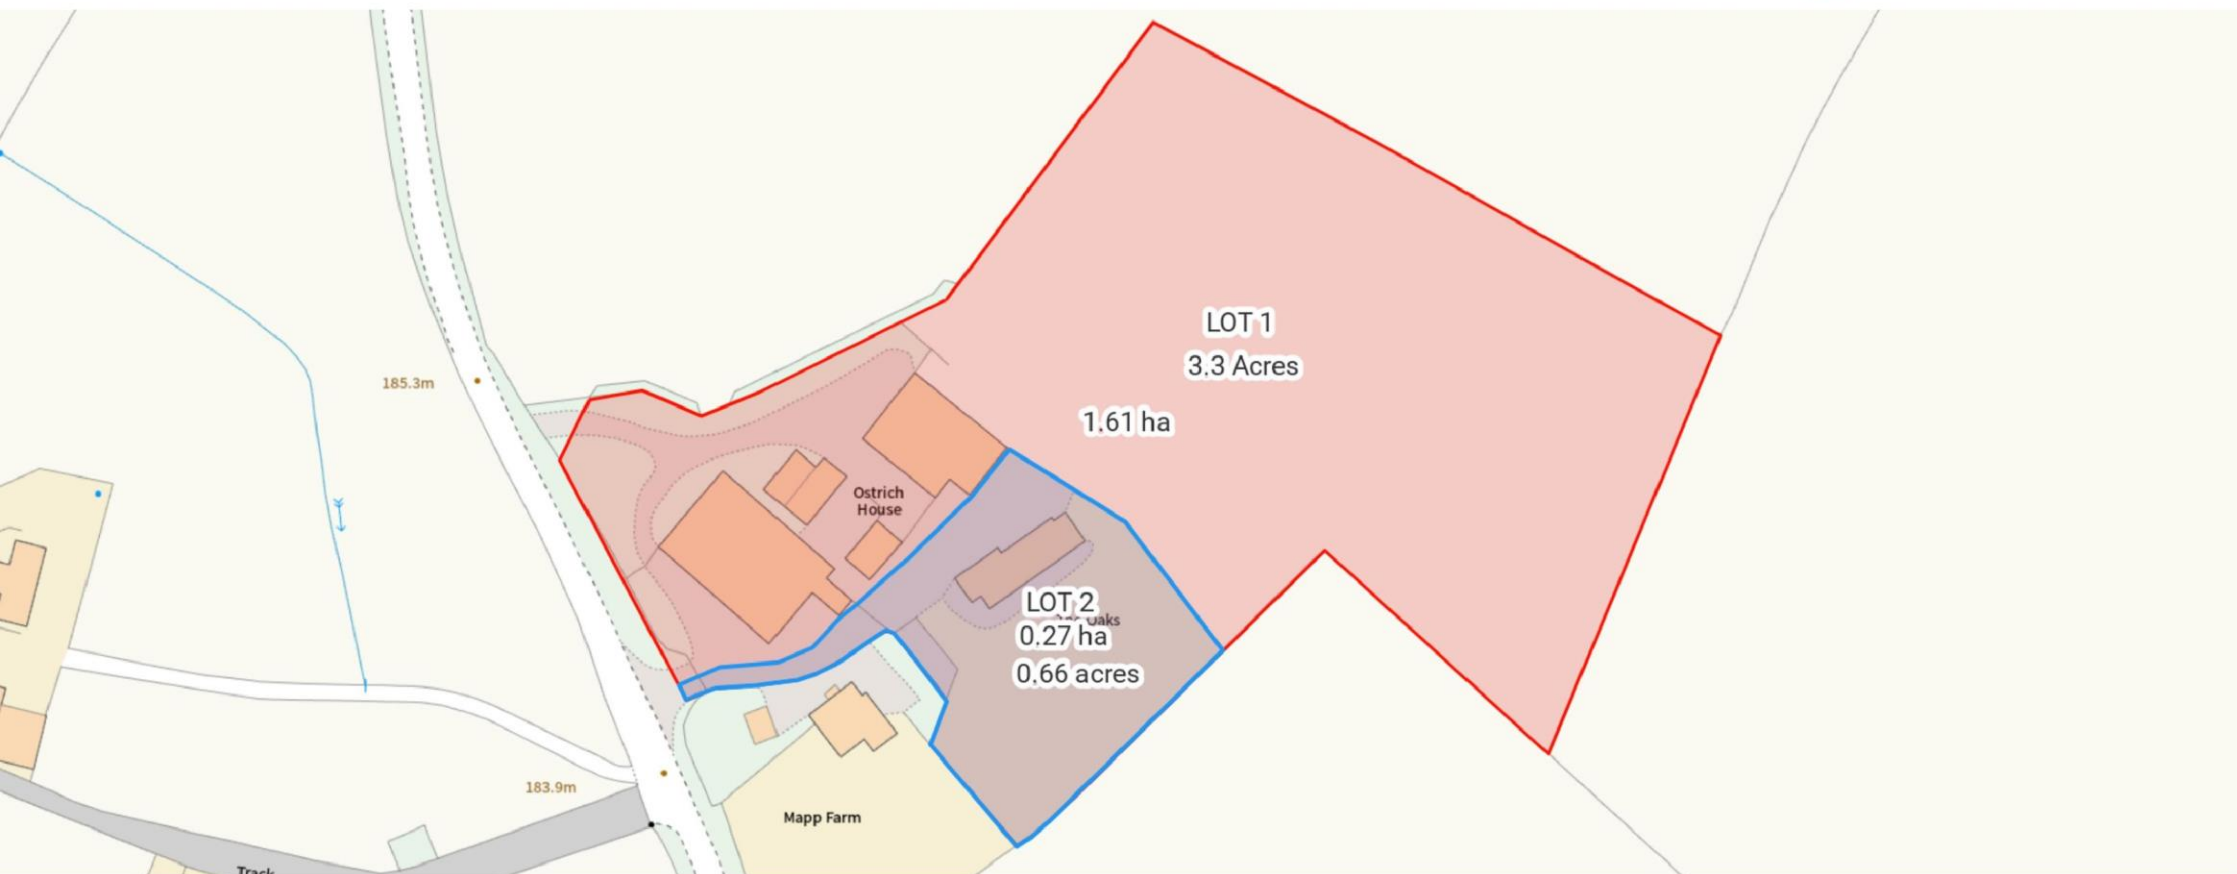 LOT 1
3.3 Acres
185.3m
1.61 ha
Ostrich
House
LOT 2
Oaks
0.27 ha
0.66 acres
183.9m
Mapp Farm
Track